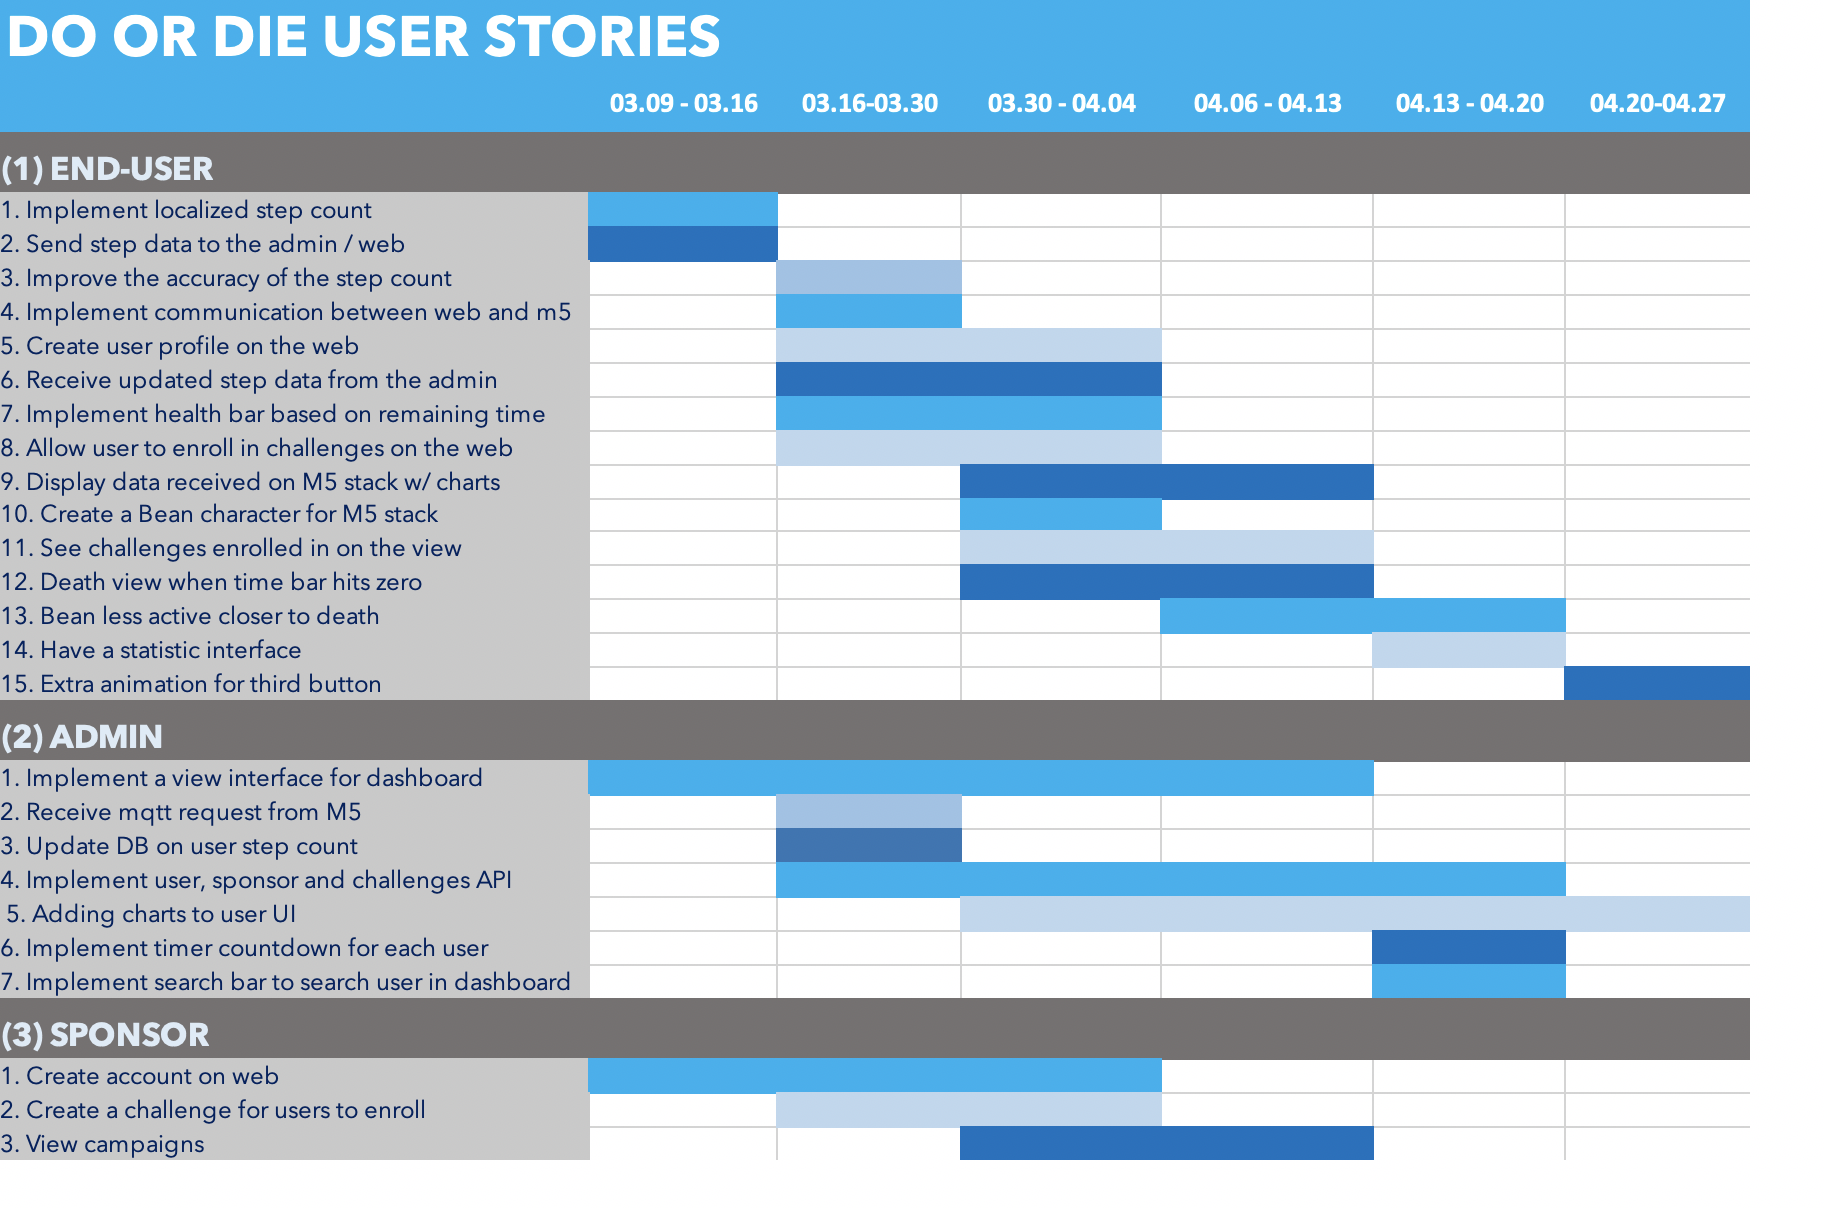 DO OR DIE USER STORIES
03.09 - 03.16 03.16-03.30 03.30 - 04.04 04.06 - 04.13 04.13 - 04.20 04.20-04.27
(1) END-USER
1. Implement localized step count
2. Send step data to the admin / web
3. Improve the accuracy of the step count
4. Implement communication between web and m5
5. Create user profile on the web
6. Receive updated step data from the admin
7. Implement health bar based on remaining time
8. Allow user to enroll in challenges on the web
9. Display data received on M5 stack w/ charts
10. Create a Bean character for M5 stack
11. See challenges enrolled in on the view
12. Death view when time bar hits zero
13. Bean less active closer to death
14. Have a statistic interface
15. Extra animation for third button
(2) ADMIN
1. Implement a view interface for dashboard
2. Receive mqtt request from M5
3. Update DB on user step count
4. Implement user, sponsor and challenges API
5. Adding charts to user UI
6. Implement timer countdown for each user
7. Implement search bar to search user in dashboard
(3) SPONSOR
1. Create account on web
2. Create a challenge for users to enroll
3. View campaigns